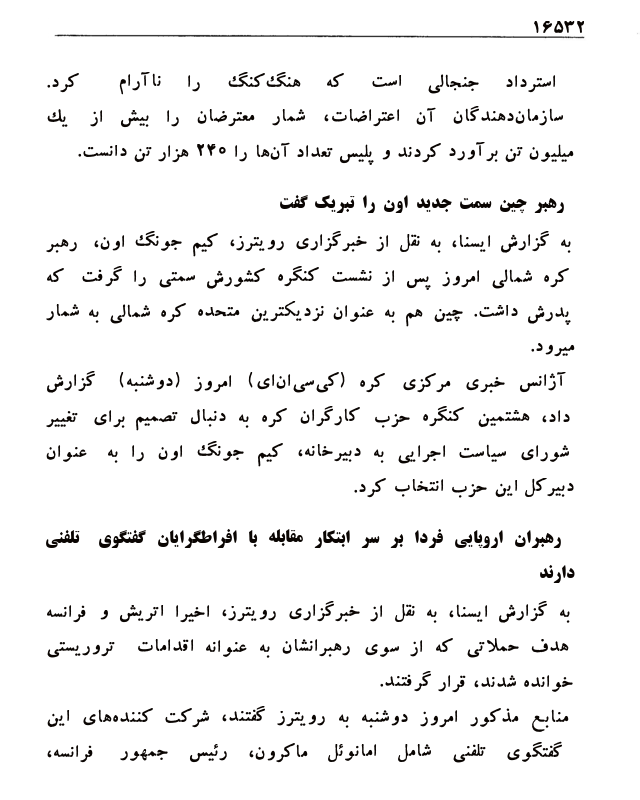 ۱۶۵۳۲
استرداد جنجالی است که هنگ‌کنگ را ناآرام کرد.
سازمان‌دهندگان آن اعتراضات، شمار معترضان را بیش از یك
میلیون تن برآورد کردند و پلیس تعداد آن‌ها را ۲۴۰ هزار تن دانست.
رهبر چین سمت جدید اون را تبریک گفت
به گزارش ایسنا، به نقل از خبرگزاری رویترز، کیم جونگ اون، رهبر
کره شمالی امروز پس از نشست کنگره کشورش سمتی را گرفت که
پدرش داشت. چین هم به عنوان نزدیکترین متحده کره شمالی به شمار
میرود.
آژانس خبری مرکزی کره (کی‌سی‌ان‌ای) امروز (دوشنبه) گزارش
داد، هشتمین کنگره حزب کارگران کره به دنبال تصمیم برای تغییر
شورای سیاست اجرایی به دبیرخانه، کیم جونگ اون را به عنوان
دبیرکل این حزب انتخاب کرد.
رهبران اروپایی فردا بر سر ابتکار مقابله با افراطگرایان گفتگوی تلفنی
دارند
به گزارش ایسنا، به نقل از خبرگزاری رویترز، اخیرا اتریش و فرانسه
هدف حملاتی که از سوی رهبرانشان به عنوانه اقدامات تروریستی
خوانده شدند، قرار گرفتند.
منابع مذکور امروز دوشنبه به رویترز گفتند، شرکت کننده‌های این
گفتگوی تلفنی شامل امانوئل ماکرون، رئیس جمهور فرانسه،